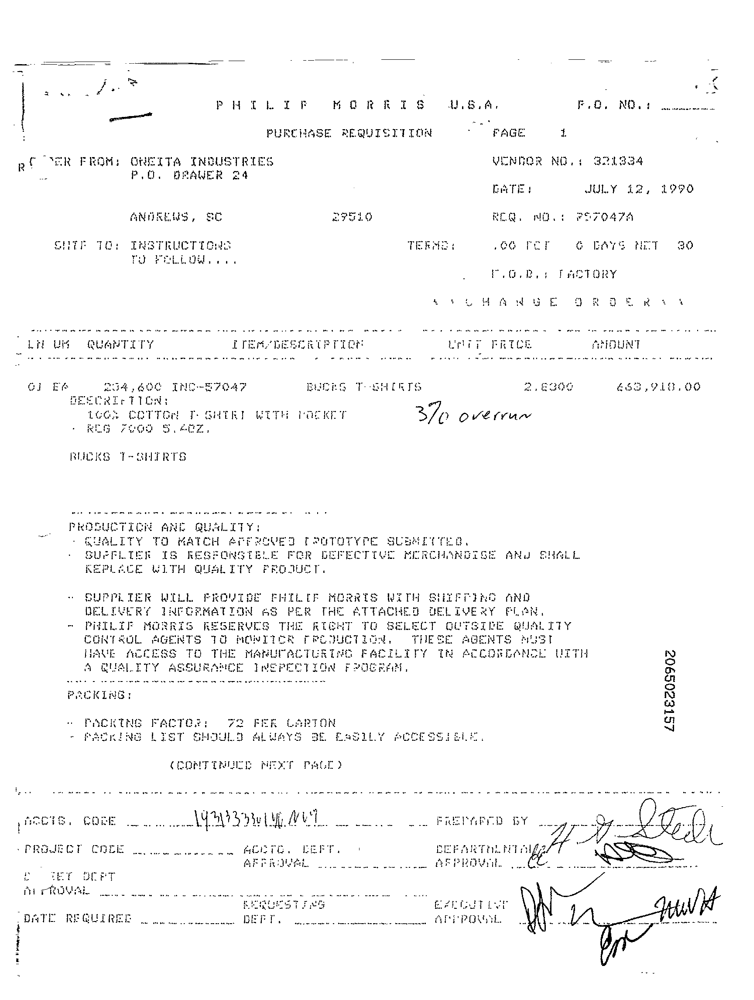 PHILIP MORRIS U.S.A. P.O. NO.:
PURCHASE REQUISITION PAGE 1
ORDER FROM: ONEITA INDUSTRIES VENDOR NO.: 321334
P.O. DRAWER 24
DATE: JULY 12, 1990
ANDREWS, SC 29510 REQ. NO.: 757047A
SHIP TO: INSTRUCTIONS TERMS: .00 PCT 0 DAYS NET 30
TO FOLLOW....
F.O.B.: FACTORY
CHANGE ORDER
LN UM QUANTITY ITEM/DESCRIPTION UNIT PRICE AMOUNT
01 EA 234,600 IND-57047 BUCKS T-SHIRTS 2.8300 663,918.00
DESCRIPTION:
100% COTTON T-SHIRT WITH POCKET 3% overrun
- REG 7000 5.4OZ.
BUCKS T-SHIRTS
PRODUCTION AND QUALITY:
- QUALITY TO MATCH APPROVED PROTOTYPE SUBMITTED.
- SUPPLIER IS RESPONSIBLE FOR DEFECTIVE MERCHANDISE AND SHALL
REPLACE WITH QUALITY PRODUCT.
- SUPPLIER WILL PROVIDE PHILIP MORRIS WITH SHIPPING AND
DELIVERY INFORMATION AS PER THE ATTACHED DELIVERY PLAN.
- PHILIP MORRIS RESERVES THE RIGHT TO SELECT OUTSIDE QUALITY
CONTROL AGENTS TO MONITOR PRODUCTION. THESE AGENTS MUST
HAVE ACCESS TO THE MANUFACTURING FACILITY IN ACCORDANCE WITH
A QUALITY ASSURANCE INSPECTION PROGRAM.
2065023157
PACKING:
- PACKING FACTOR: 72 PER CARTON
- PACKING LIST SHOULD ALWAYS BE EASILY ACCESSIBLE.
(CONTINUED NEXT PAGE)
ACCTG. CODE PREPARED BY
PROJECT CODE ACCTG. DEPT. DEPARTMENTAL
APPROVAL APPROVAL
DEPT
APPROVAL
REQUESTING EXECUTIVE
DATE REQUIRED DEPT. APPROVAL